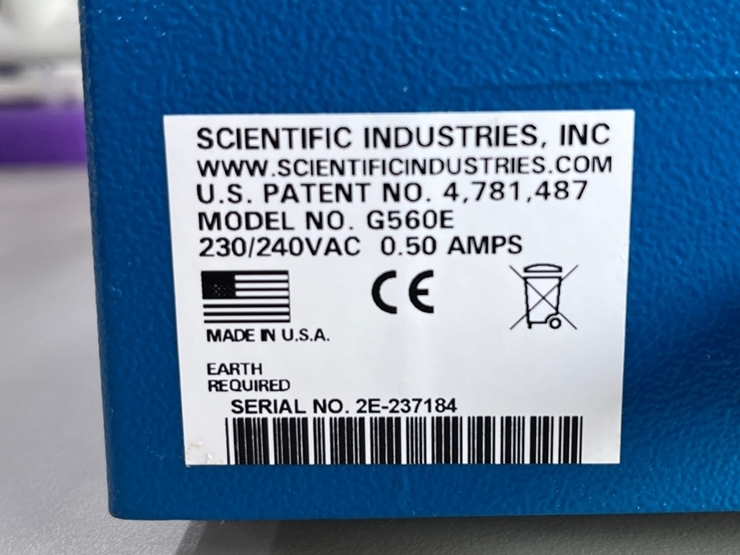 SCIENTIFIC INDUSTRIES, INC
WWW.SCIENTIFICINDUSTRIES.COM
U.S. PATENT NO. 4,781,487
MODEL NO. G560E
230/240VAC 0.50 AMPS
CE
MADE IN U.S.A.
EARTH
REQUIRED
SERIAL NO. 2E-237184